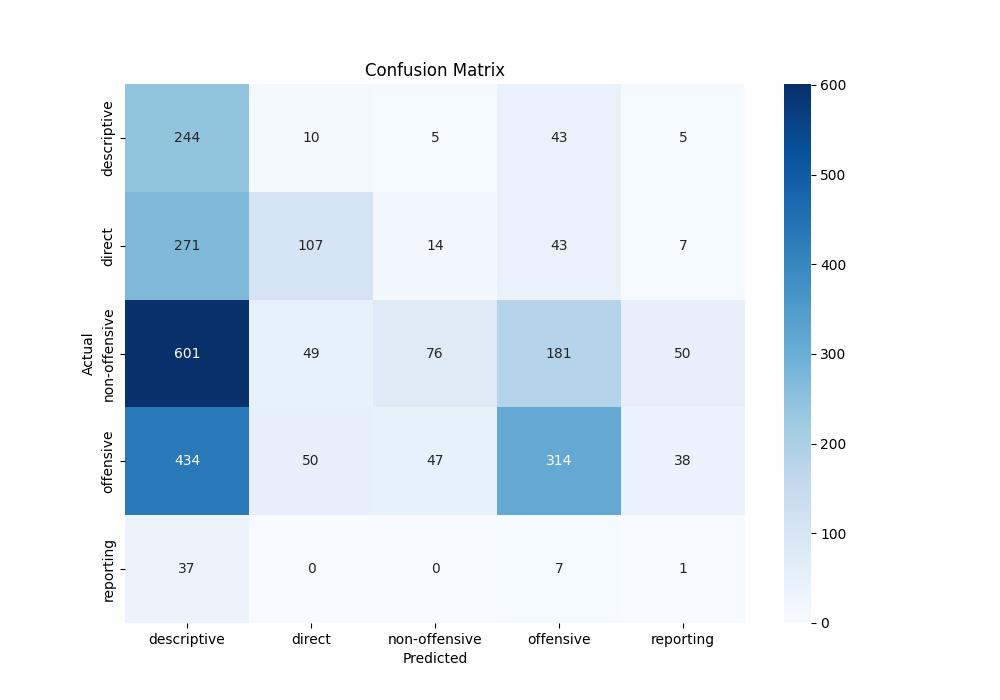 Confusion Matrix
Actual
descriptive 244 10 5 43 5
direct 271 107 14 43 7
non-offensive 601 49 76 181 50
offensive 434 50 47 314 38
reporting 37 0 0 7 1
descriptive direct non-offensive offensive reporting
Predicted
600
500
400
300
200
100
0